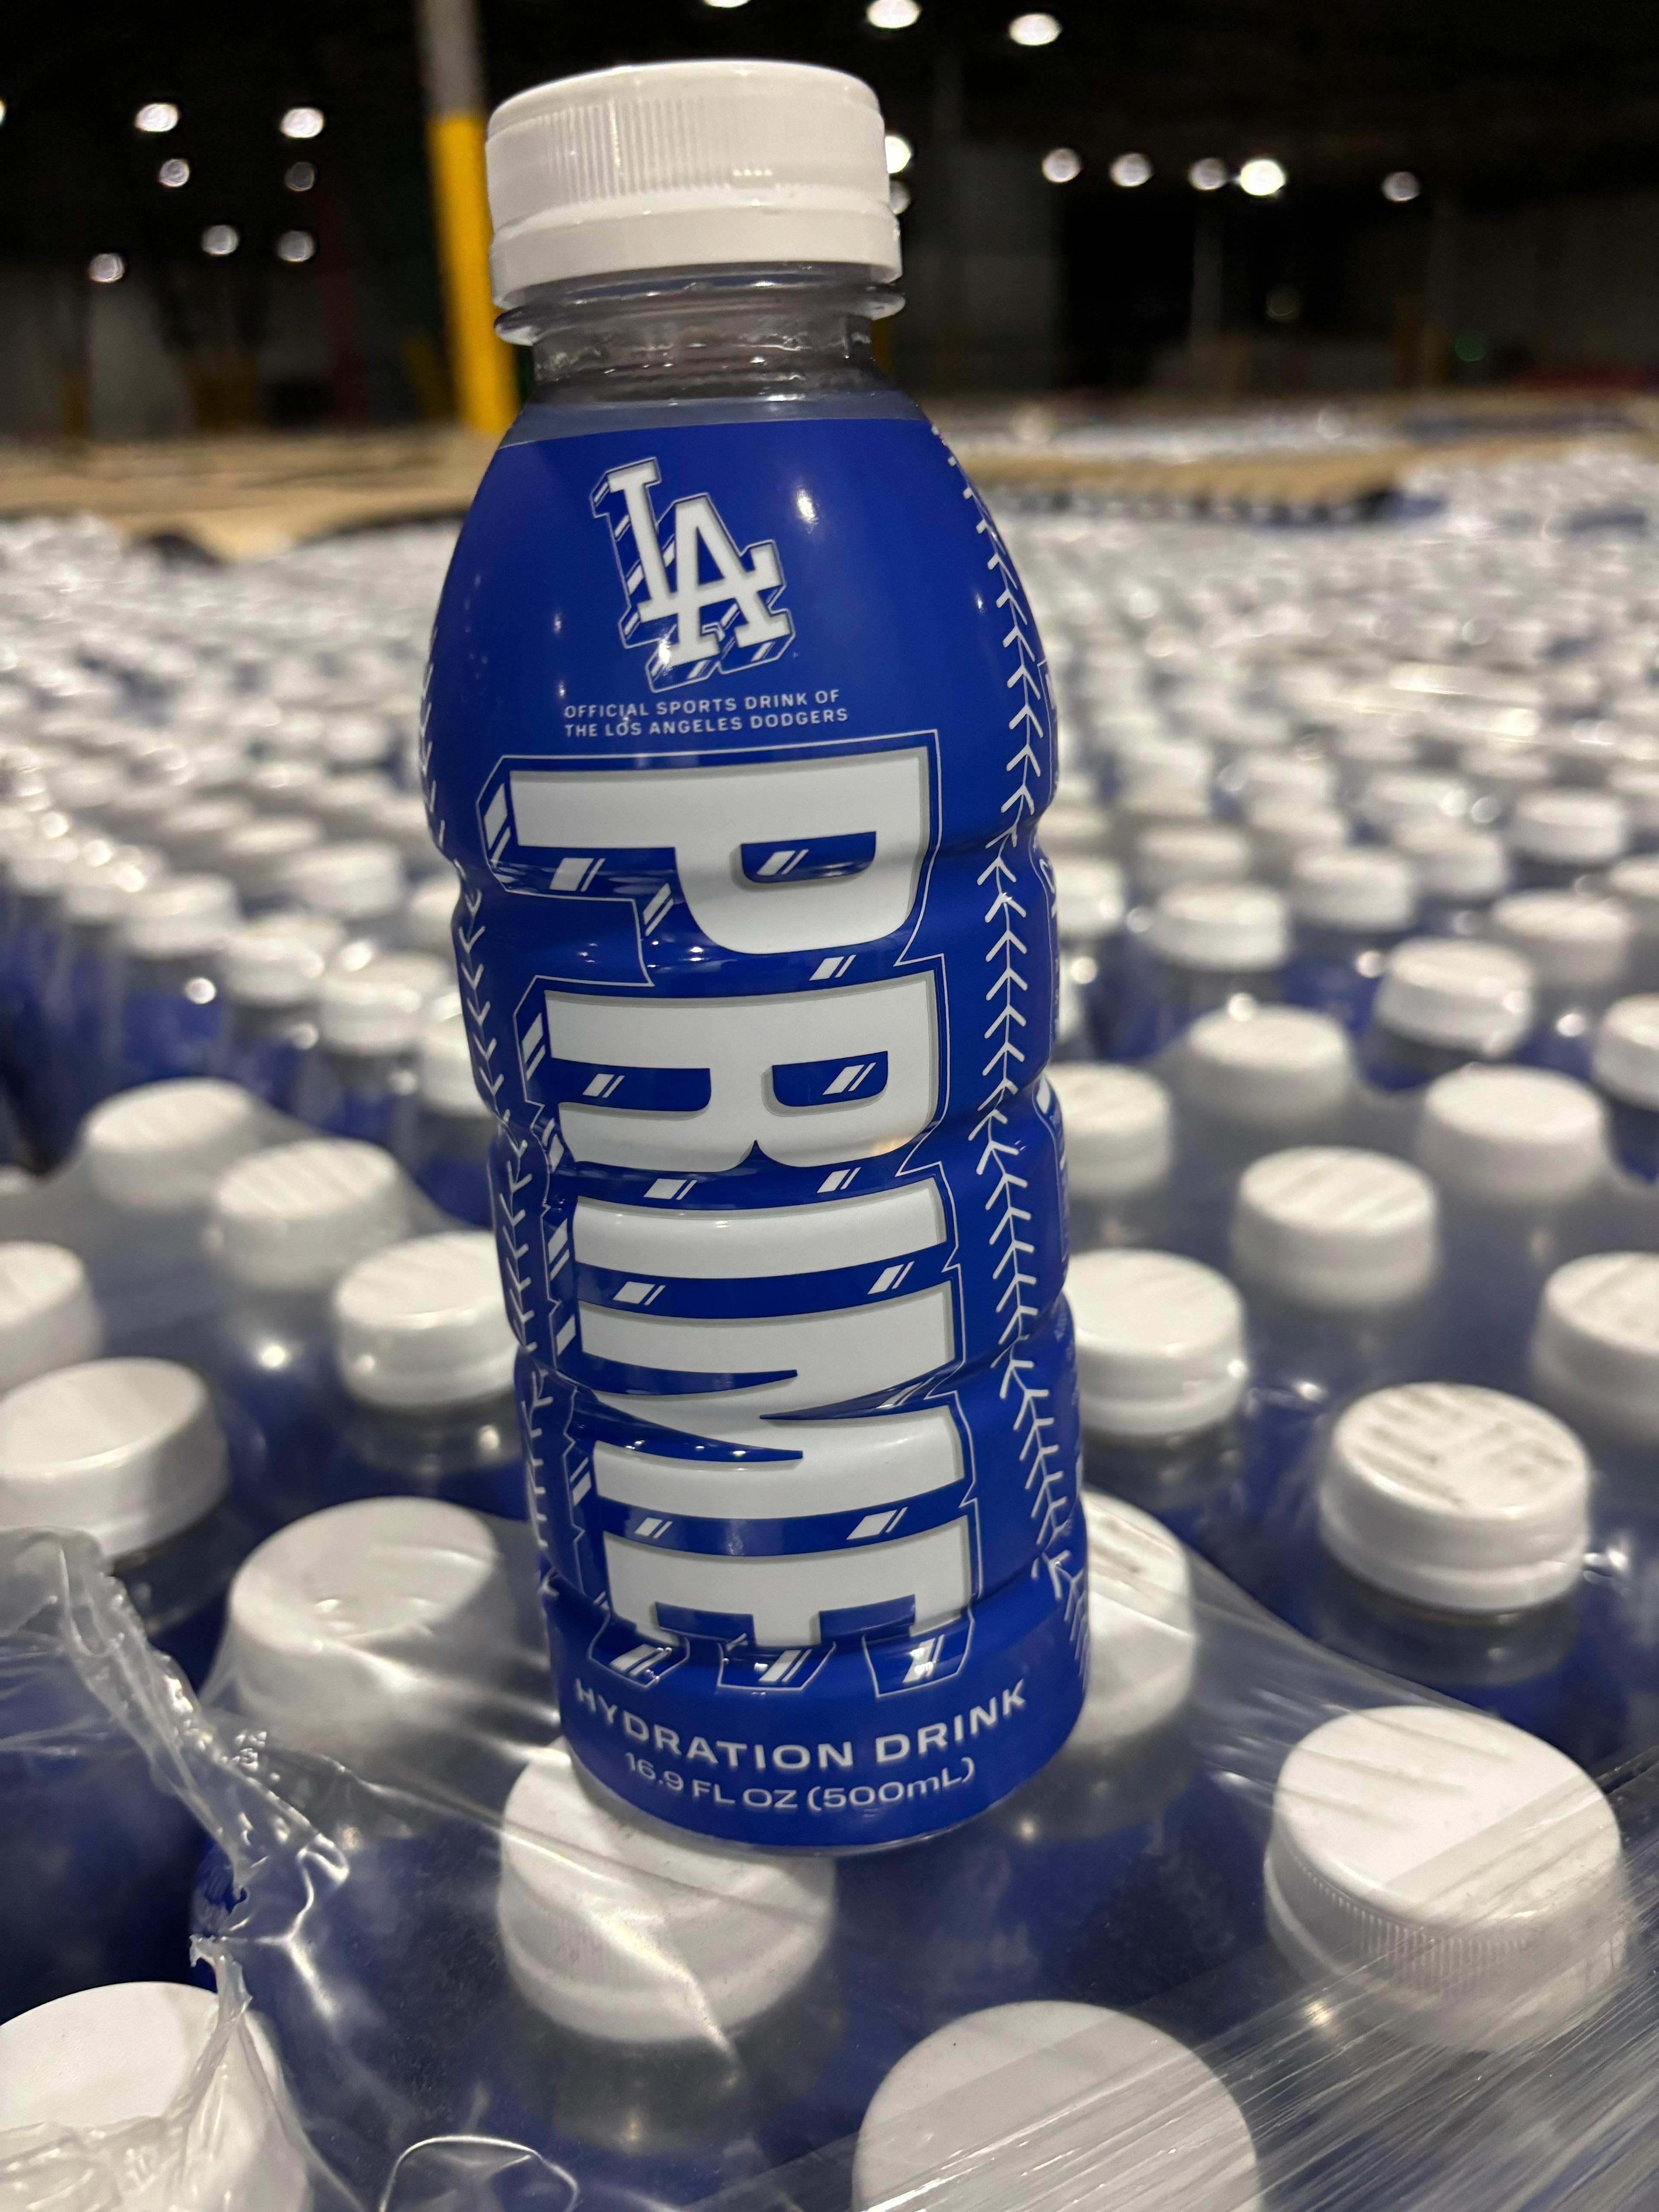 LA
OFFICIAL SPORTS DRINK OF
THE LOS ANGELES DODGERS
PRIME
HYDRATION DRINK
16.9 FL OZ (500mL)